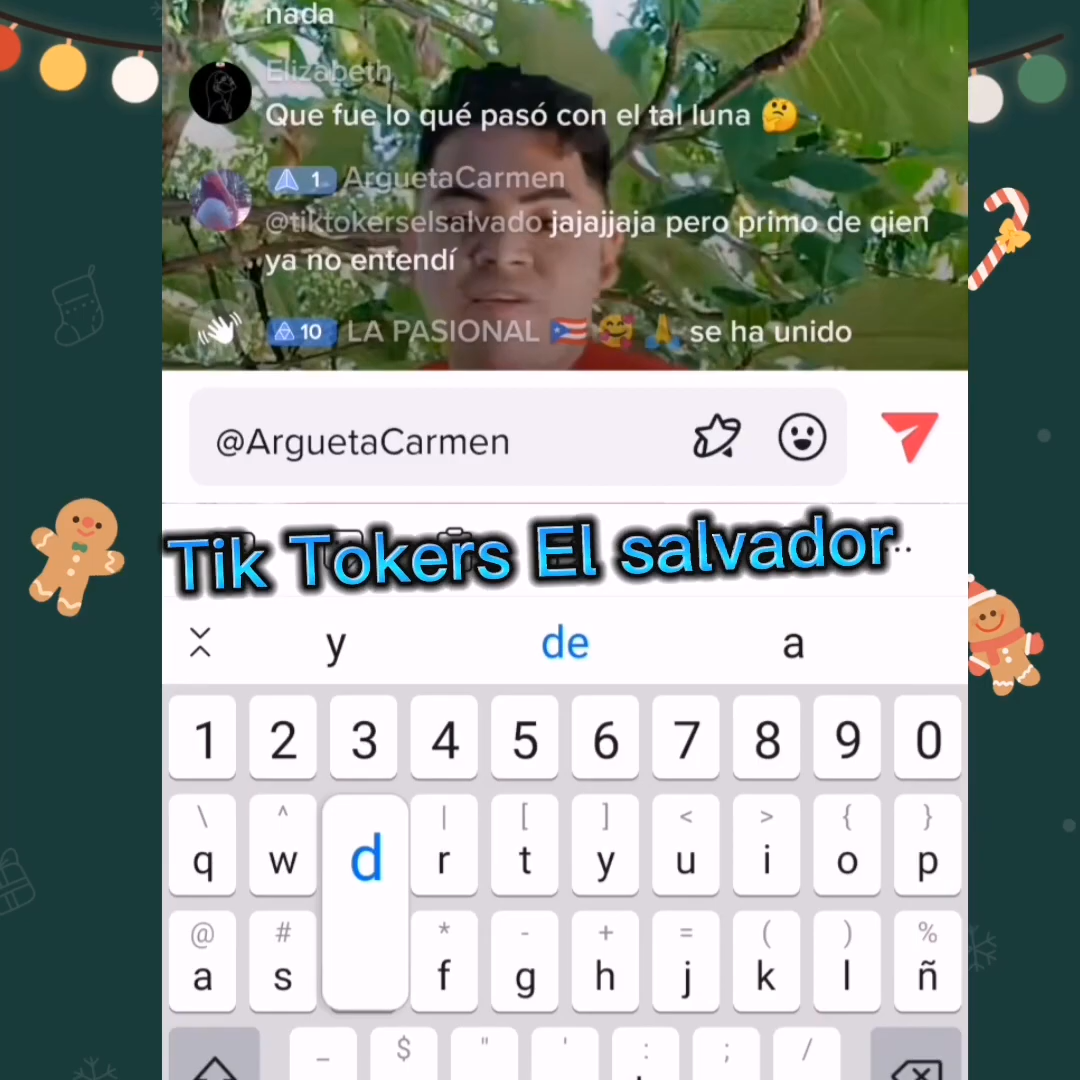 nada
Elizabeth
Que fue lo qué pasó con el tal luna 🤔
1 ArguetaCarmen
@tiktokerselsalvado jajajjaja pero primo de qien
ya no entendí
10 LA PASIONAL 🇵🇷 🥰 🙏 se ha unido
@ArguetaCarmen
Tik Tokers El salvador
y de a
1 2 3 4 5 6 7 8 9 0
\ ^ | [ ] < > { }
q w d r t y u i o p
@ # * - + = ( ) %
a s f g h j k l ñ
_ $ " ' : ; /